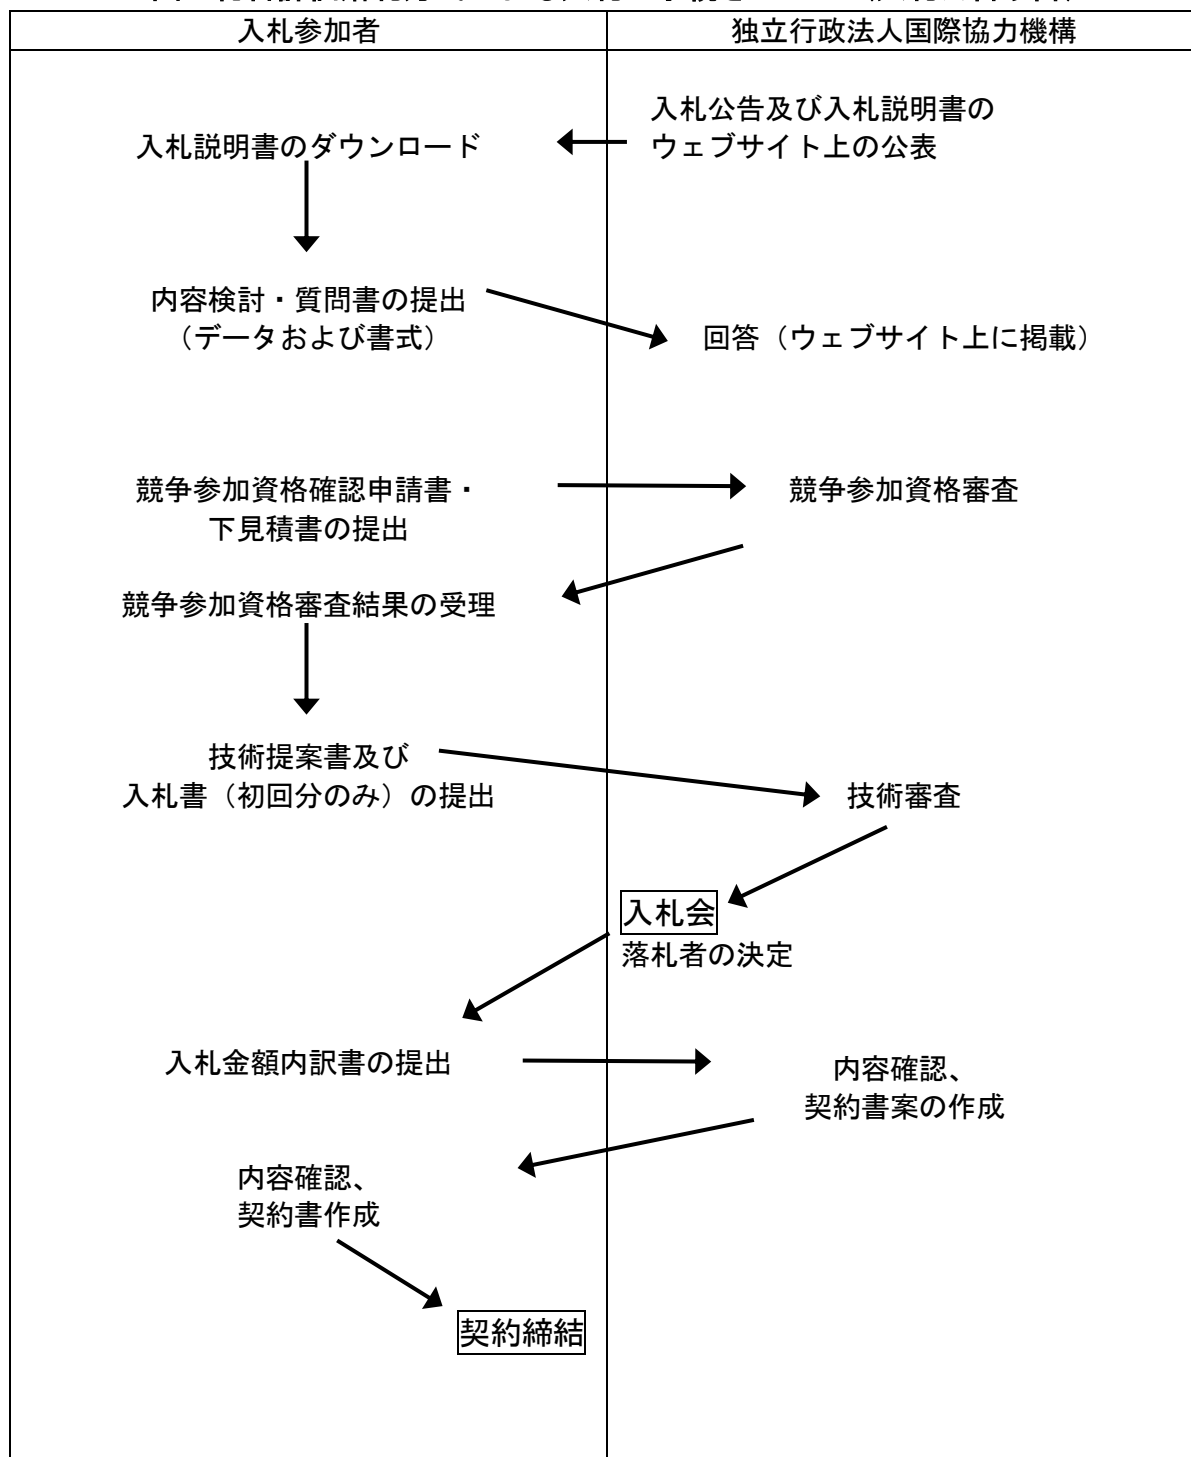 入札参加者
独立行政法人国際協力機構
入札公告及び入札説明書の
ウェブサイト上の公表
入札説明書のダウンロード
内容検討・質問書の提出
（データおよび書式）
回答（ウェブサイト上に掲載）
競争参加資格確認申請書・
下見積書の提出
競争参加資格審査
競争参加資格審査結果の受理
技術提案書及び
入札書（初回分のみ）の提出
技術審査
入札会
落札者の決定
入札金額内訳書の提出
内容確認、
契約書案の作成
内容確認、
契約書作成
契約締結